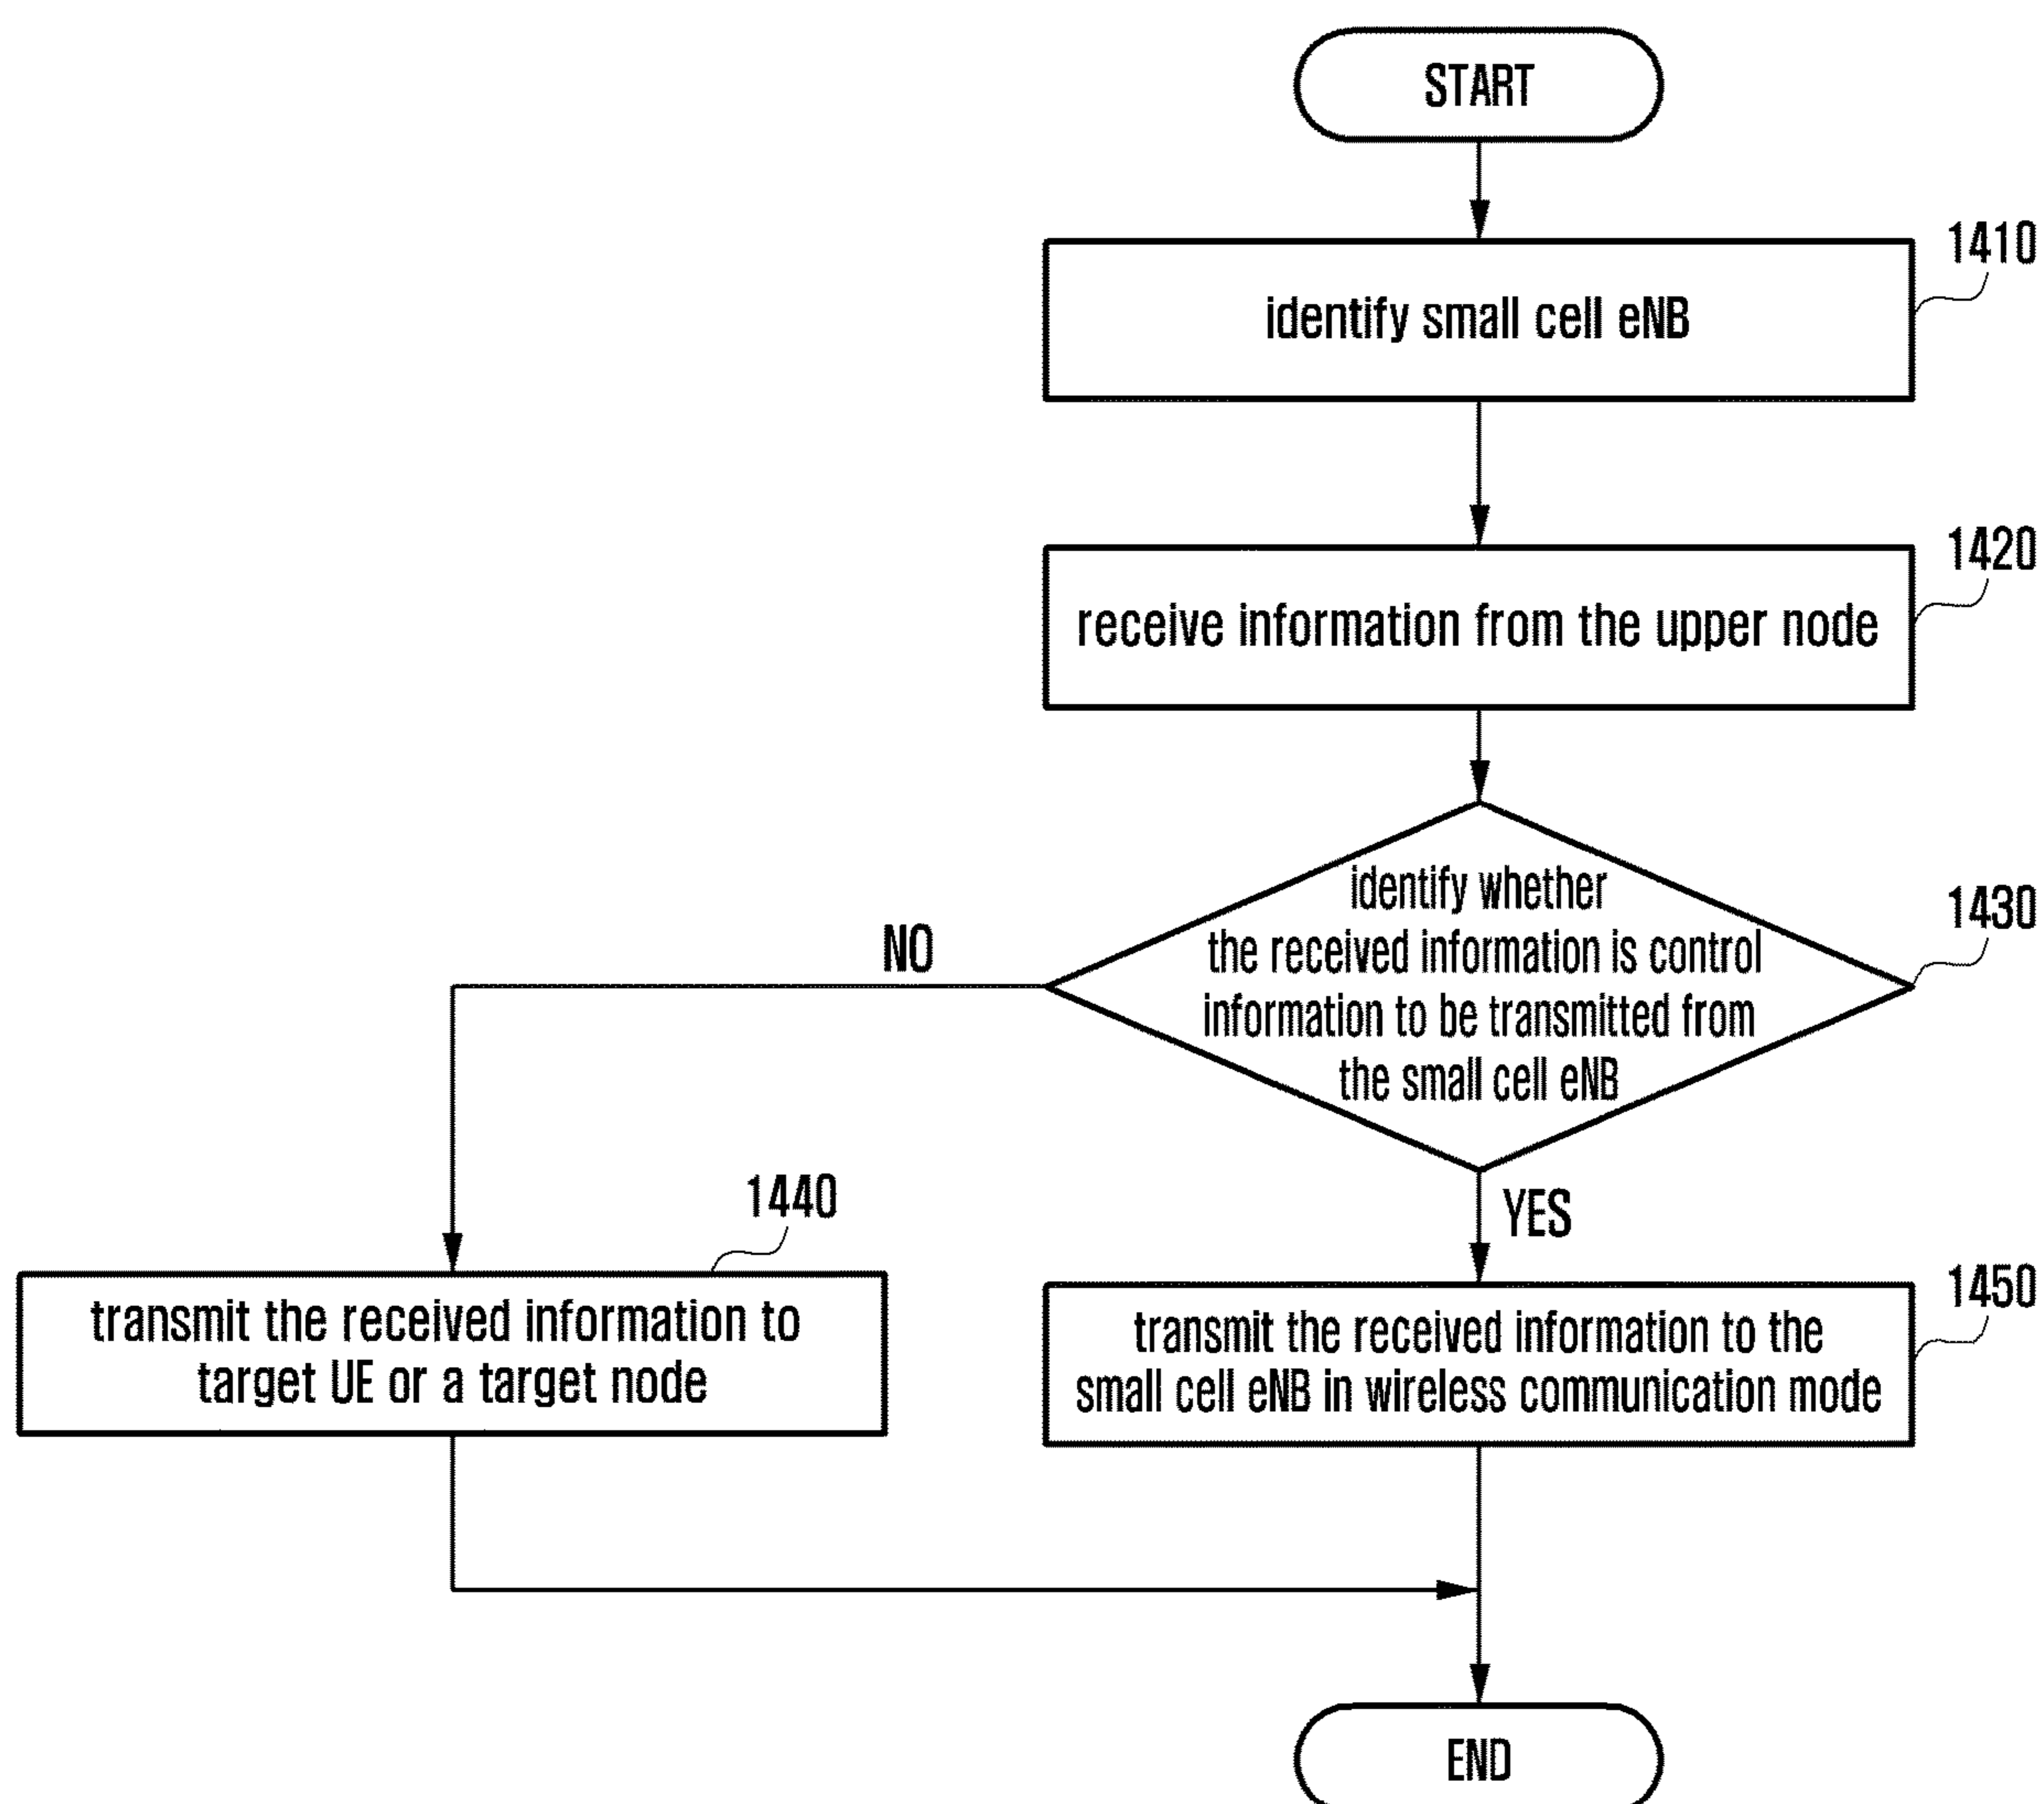 START
1410
identify small cell eNB
1420
receive information from the upper node
1430
identify whether
the received information is control
information to be transmitted from
the small cell eNB
NO
YES
1440
transmit the received information to
target UE or a target node
1450
transmit the received information to the
small cell eNB in wireless communication mode
END